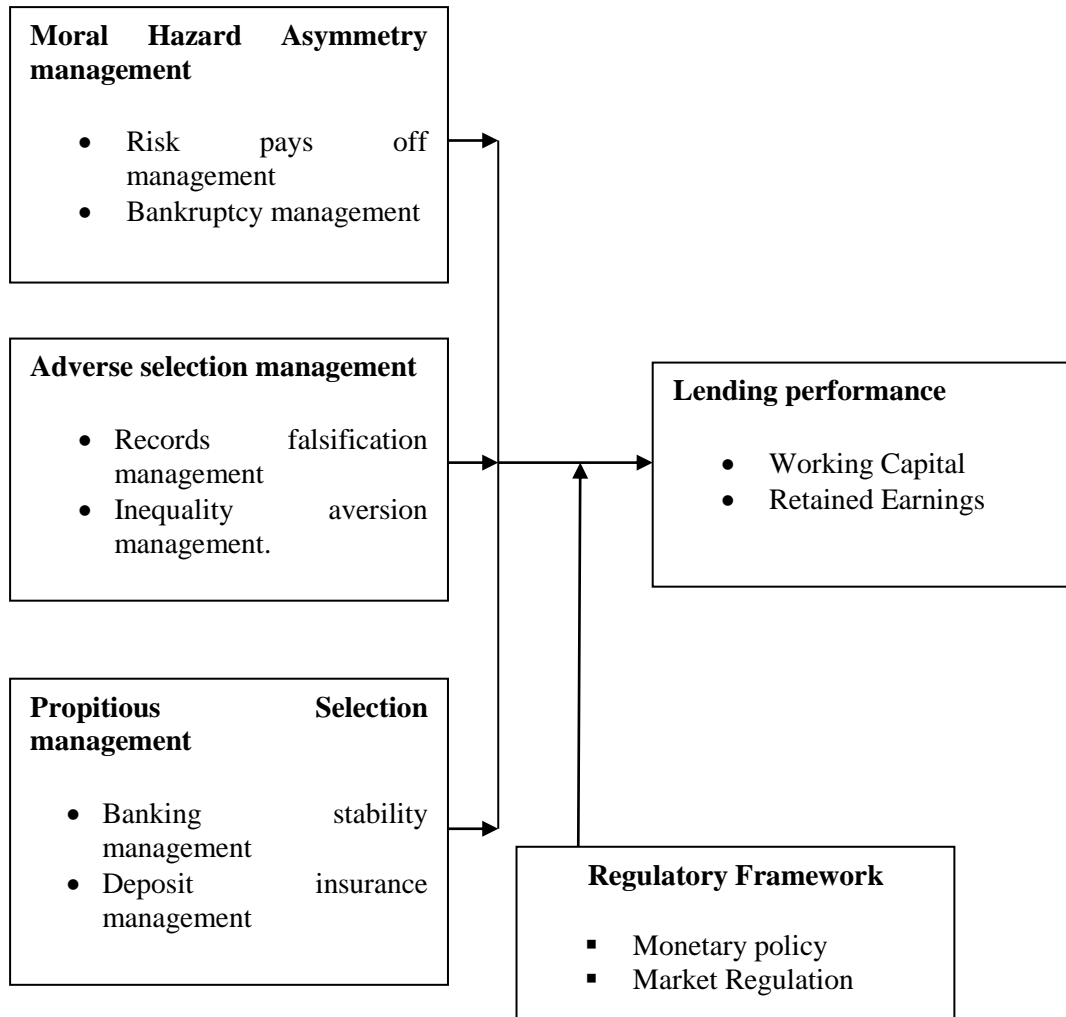 Moral Hazard Asymmetry
management
• Risk pays off
management
• Bankruptcy management
Adverse selection management
• Records falsification
management
• Inequality aversion
management.
Propitious Selection
management
• Banking stability
management
• Deposit insurance
management
Lending performance
• Working Capital
• Retained Earnings
Regulatory Framework
▪ Monetary policy
▪ Market Regulation